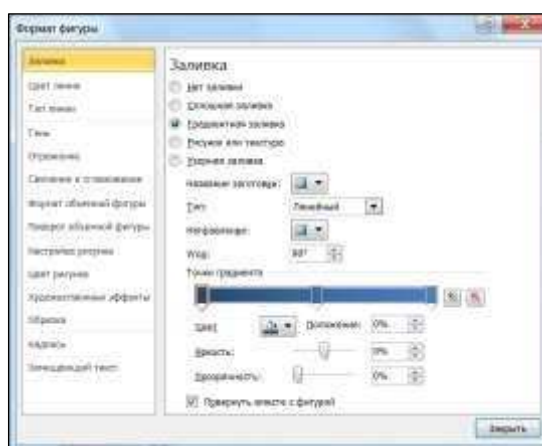 Формат фигуры
Заливка
Цвет линии
Тип линии
Тень
Отражение
Свечение и сглаживание
Формат объемной фигуры
Поворот объемной фигуры
Настройка рисунка
Цвет рисунка
Художественные эффекты
Обрезка
Надпись
Замещающий текст
Заливка
Нет заливки
Сплошная заливка
Градиентная заливка
Рисунок или текстура
Узорная заливка
Название заготовки:
Тип: Линейный
Направление:
Угол: 90°
Точки градиента
Цвет Положение: 0%
Яркость: 0%
Прозрачность: 0%
Повернуть вместе с фигурой
Закрыть